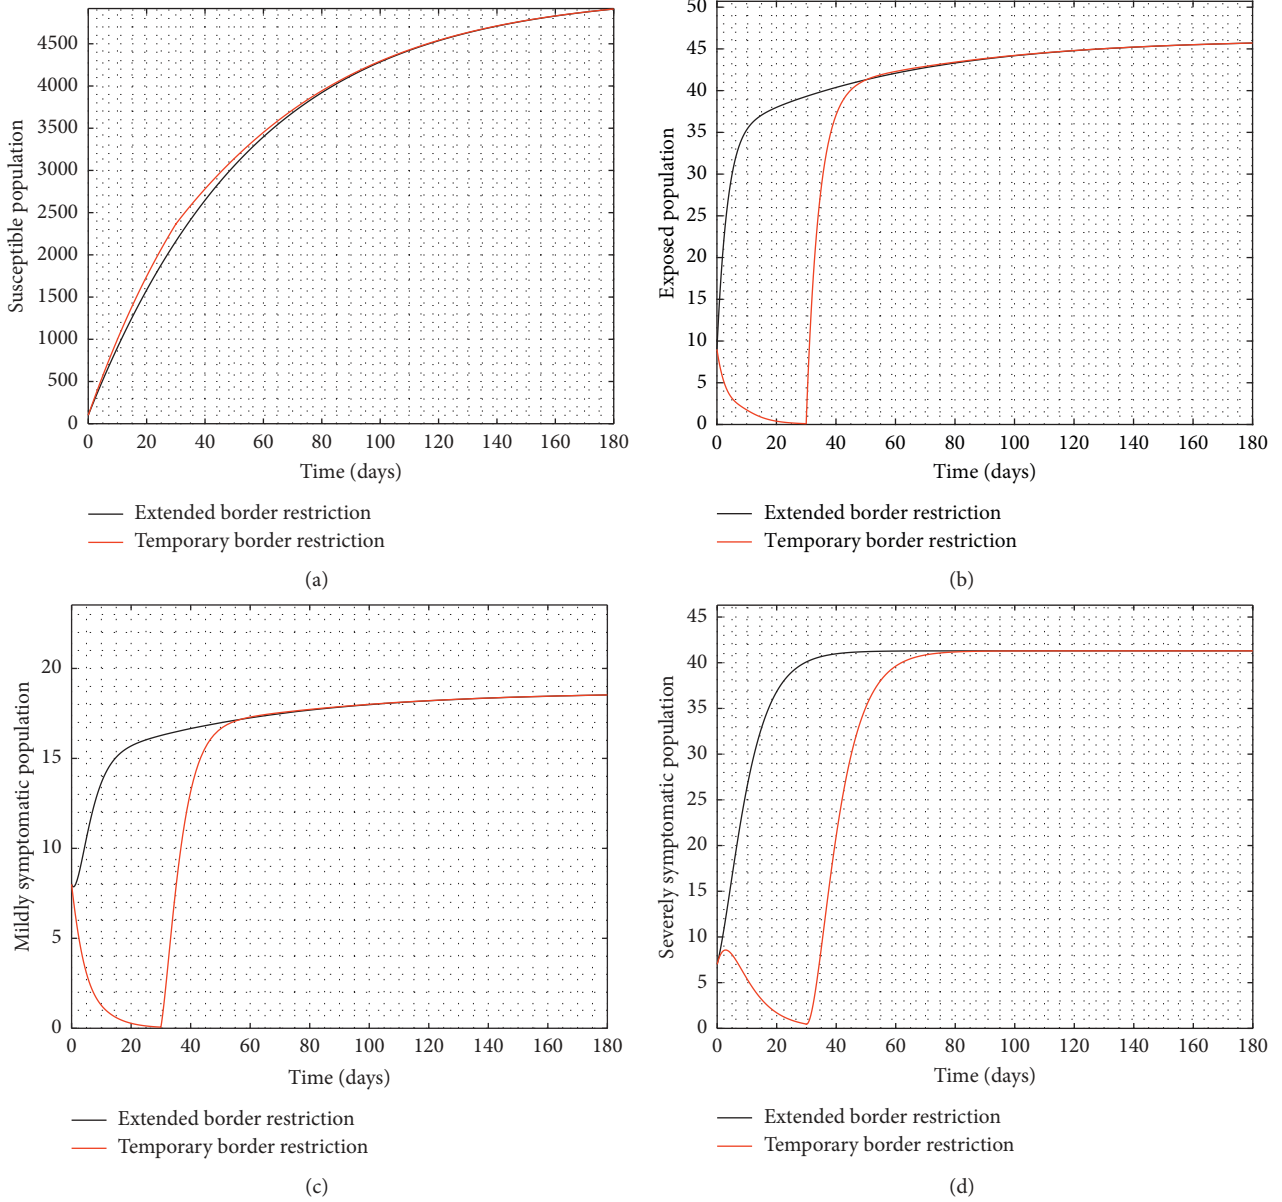 Susceptible population
4500
4000
3500
3000
2500
2000
1500
1000
500
0
0 20 40 60 80 100 120 140 160 180
Time (days)
Extended border restriction
Temporary border restriction
(a)
Exposed population
50
45
40
35
30
25
20
15
10
5
0
0 20 40 60 80 100 120 140 160 180
Time (days)
Extended border restriction
Temporary border restriction
(b)
Mildly symptomatic population
20
15
10
5
0
0 20 40 60 80 100 120 140 160 180
Time (days)
Extended border restriction
Temporary border restriction
(c)
Severely symptomatic population
45
40
35
30
25
20
15
10
5
0
0 20 40 60 80 100 120 140 160 180
Time (days)
Extended border restriction
Temporary border restriction
(d)